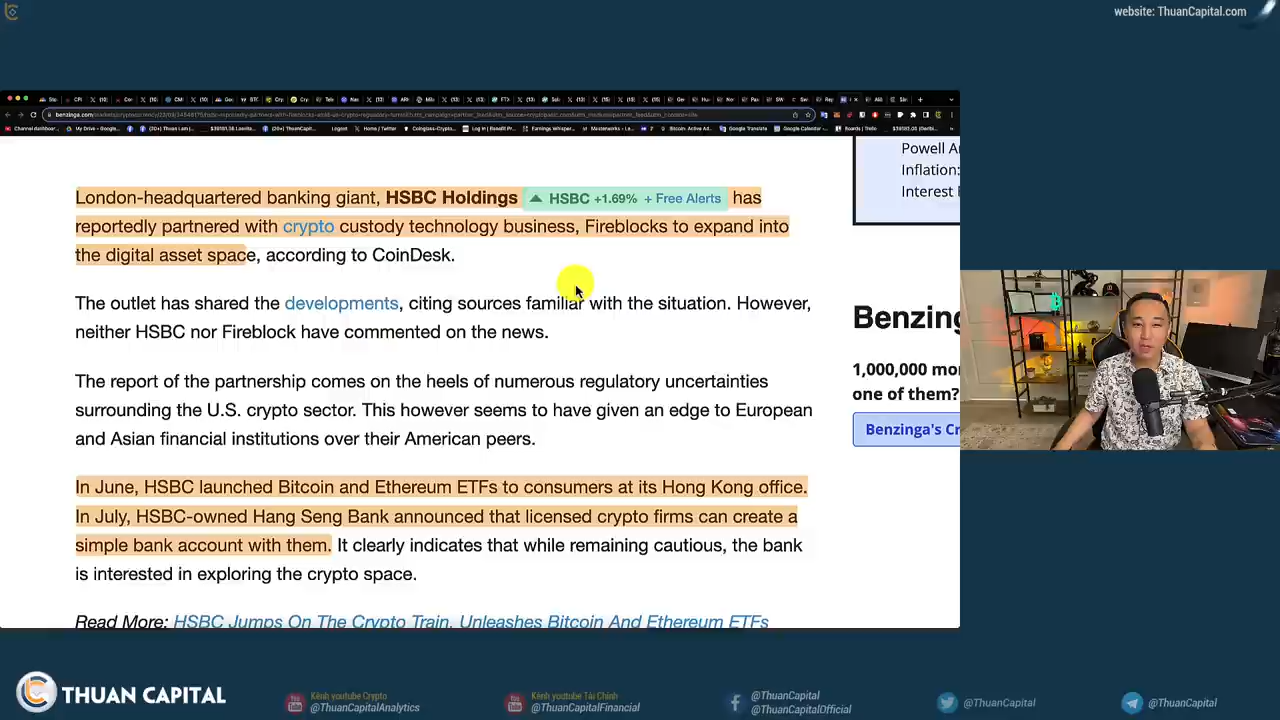 website: ThuanCapital.com
benzinga.com
London-headquartered banking giant, HSBC Holdings HSBC +1.69% + Free Alerts has
reportedly partnered with crypto custody technology business, Fireblocks to expand into
the digital asset space, according to CoinDesk.
The outlet has shared the developments, citing sources familiar with the situation. However,
neither HSBC nor Fireblock have commented on the news.
The report of the partnership comes on the heels of numerous regulatory uncertainties
surrounding the U.S. crypto sector. This however seems to have given an edge to European
and Asian financial institutions over their American peers.
In June, HSBC launched Bitcoin and Ethereum ETFs to consumers at its Hong Kong office.
In July, HSBC-owned Hang Seng Bank announced that licensed crypto firms can create a
simple bank account with them. It clearly indicates that while remaining cautious, the bank
is interested in exploring the crypto space.
Read More: HSBC Jumps On The Crypto Train, Unleashes Bitcoin And Ethereum ETFs
Powell A
Inflation:
Interest
Benzing
1,000,000 mo
one of them?
Benzinga's C
THUAN CAPITAL
Kênh youtube Crypto
@ThuanCapitalAnalytics
Kênh youtube Tài Chính
@ThuanCapitalFinancial
@ThuanCapital
@ThuanCapitalOfficial
@ThuanCapital
@ThuanCapital